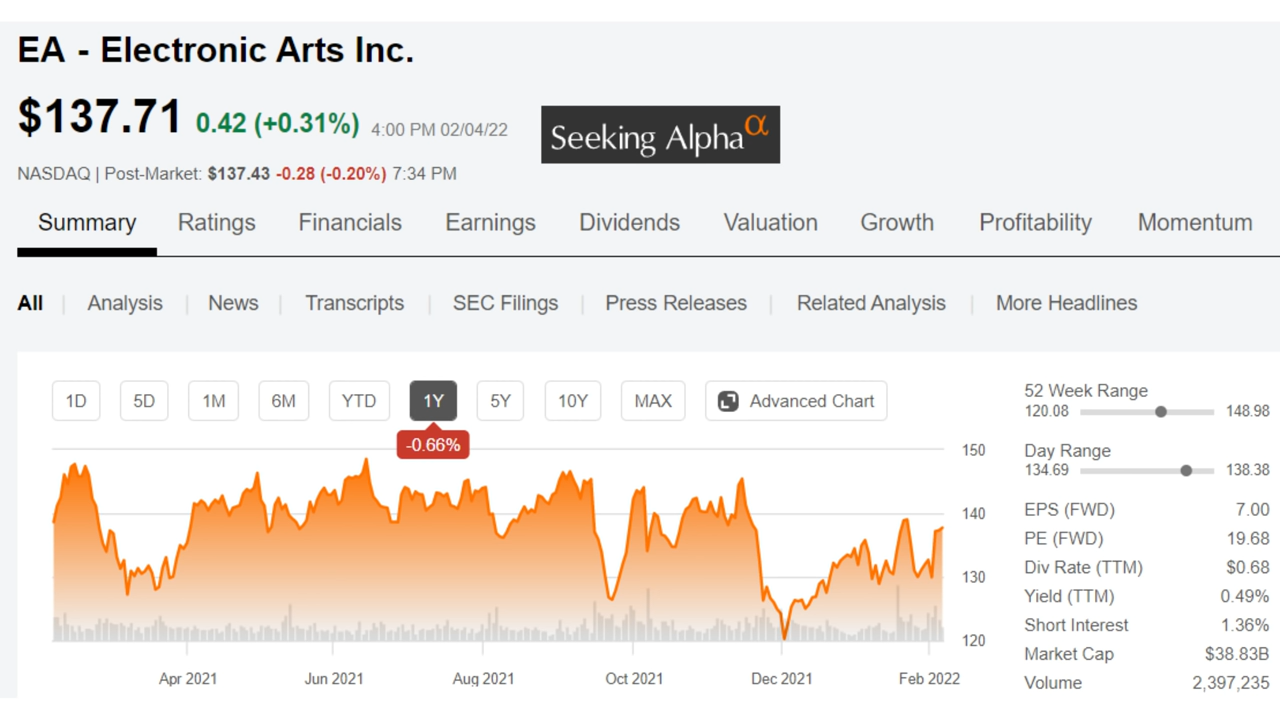 EA - Electronic Arts Inc.
$137.71 0.42 (+0.31%) 4:00 PM 02/04/22
Seeking Alpha α
NASDAQ | Post-Market: $137.43 -0.28 (-0.20%) 7:34 PM
Summary Ratings Financials Earnings Dividends Valuation Growth Profitability Momentum
All | Analysis | News | Transcripts | SEC Filings | Press Releases | Related Analysis | More Headlines
1D 5D 1M 6M YTD 1Y 5Y 10Y MAX Advanced Chart
-0.66%
150
140
130
120
Apr 2021 Jun 2021 Aug 2021 Oct 2021 Dec 2021 Feb 2022
52 Week Range
120.08 148.98
Day Range
134.69 138.38
EPS (FWD) 7.00
PE (FWD) 19.68
Div Rate (TTM) $0.68
Yield (TTM) 0.49%
Short Interest 1.36%
Market Cap $38.83B
Volume 2,397,235